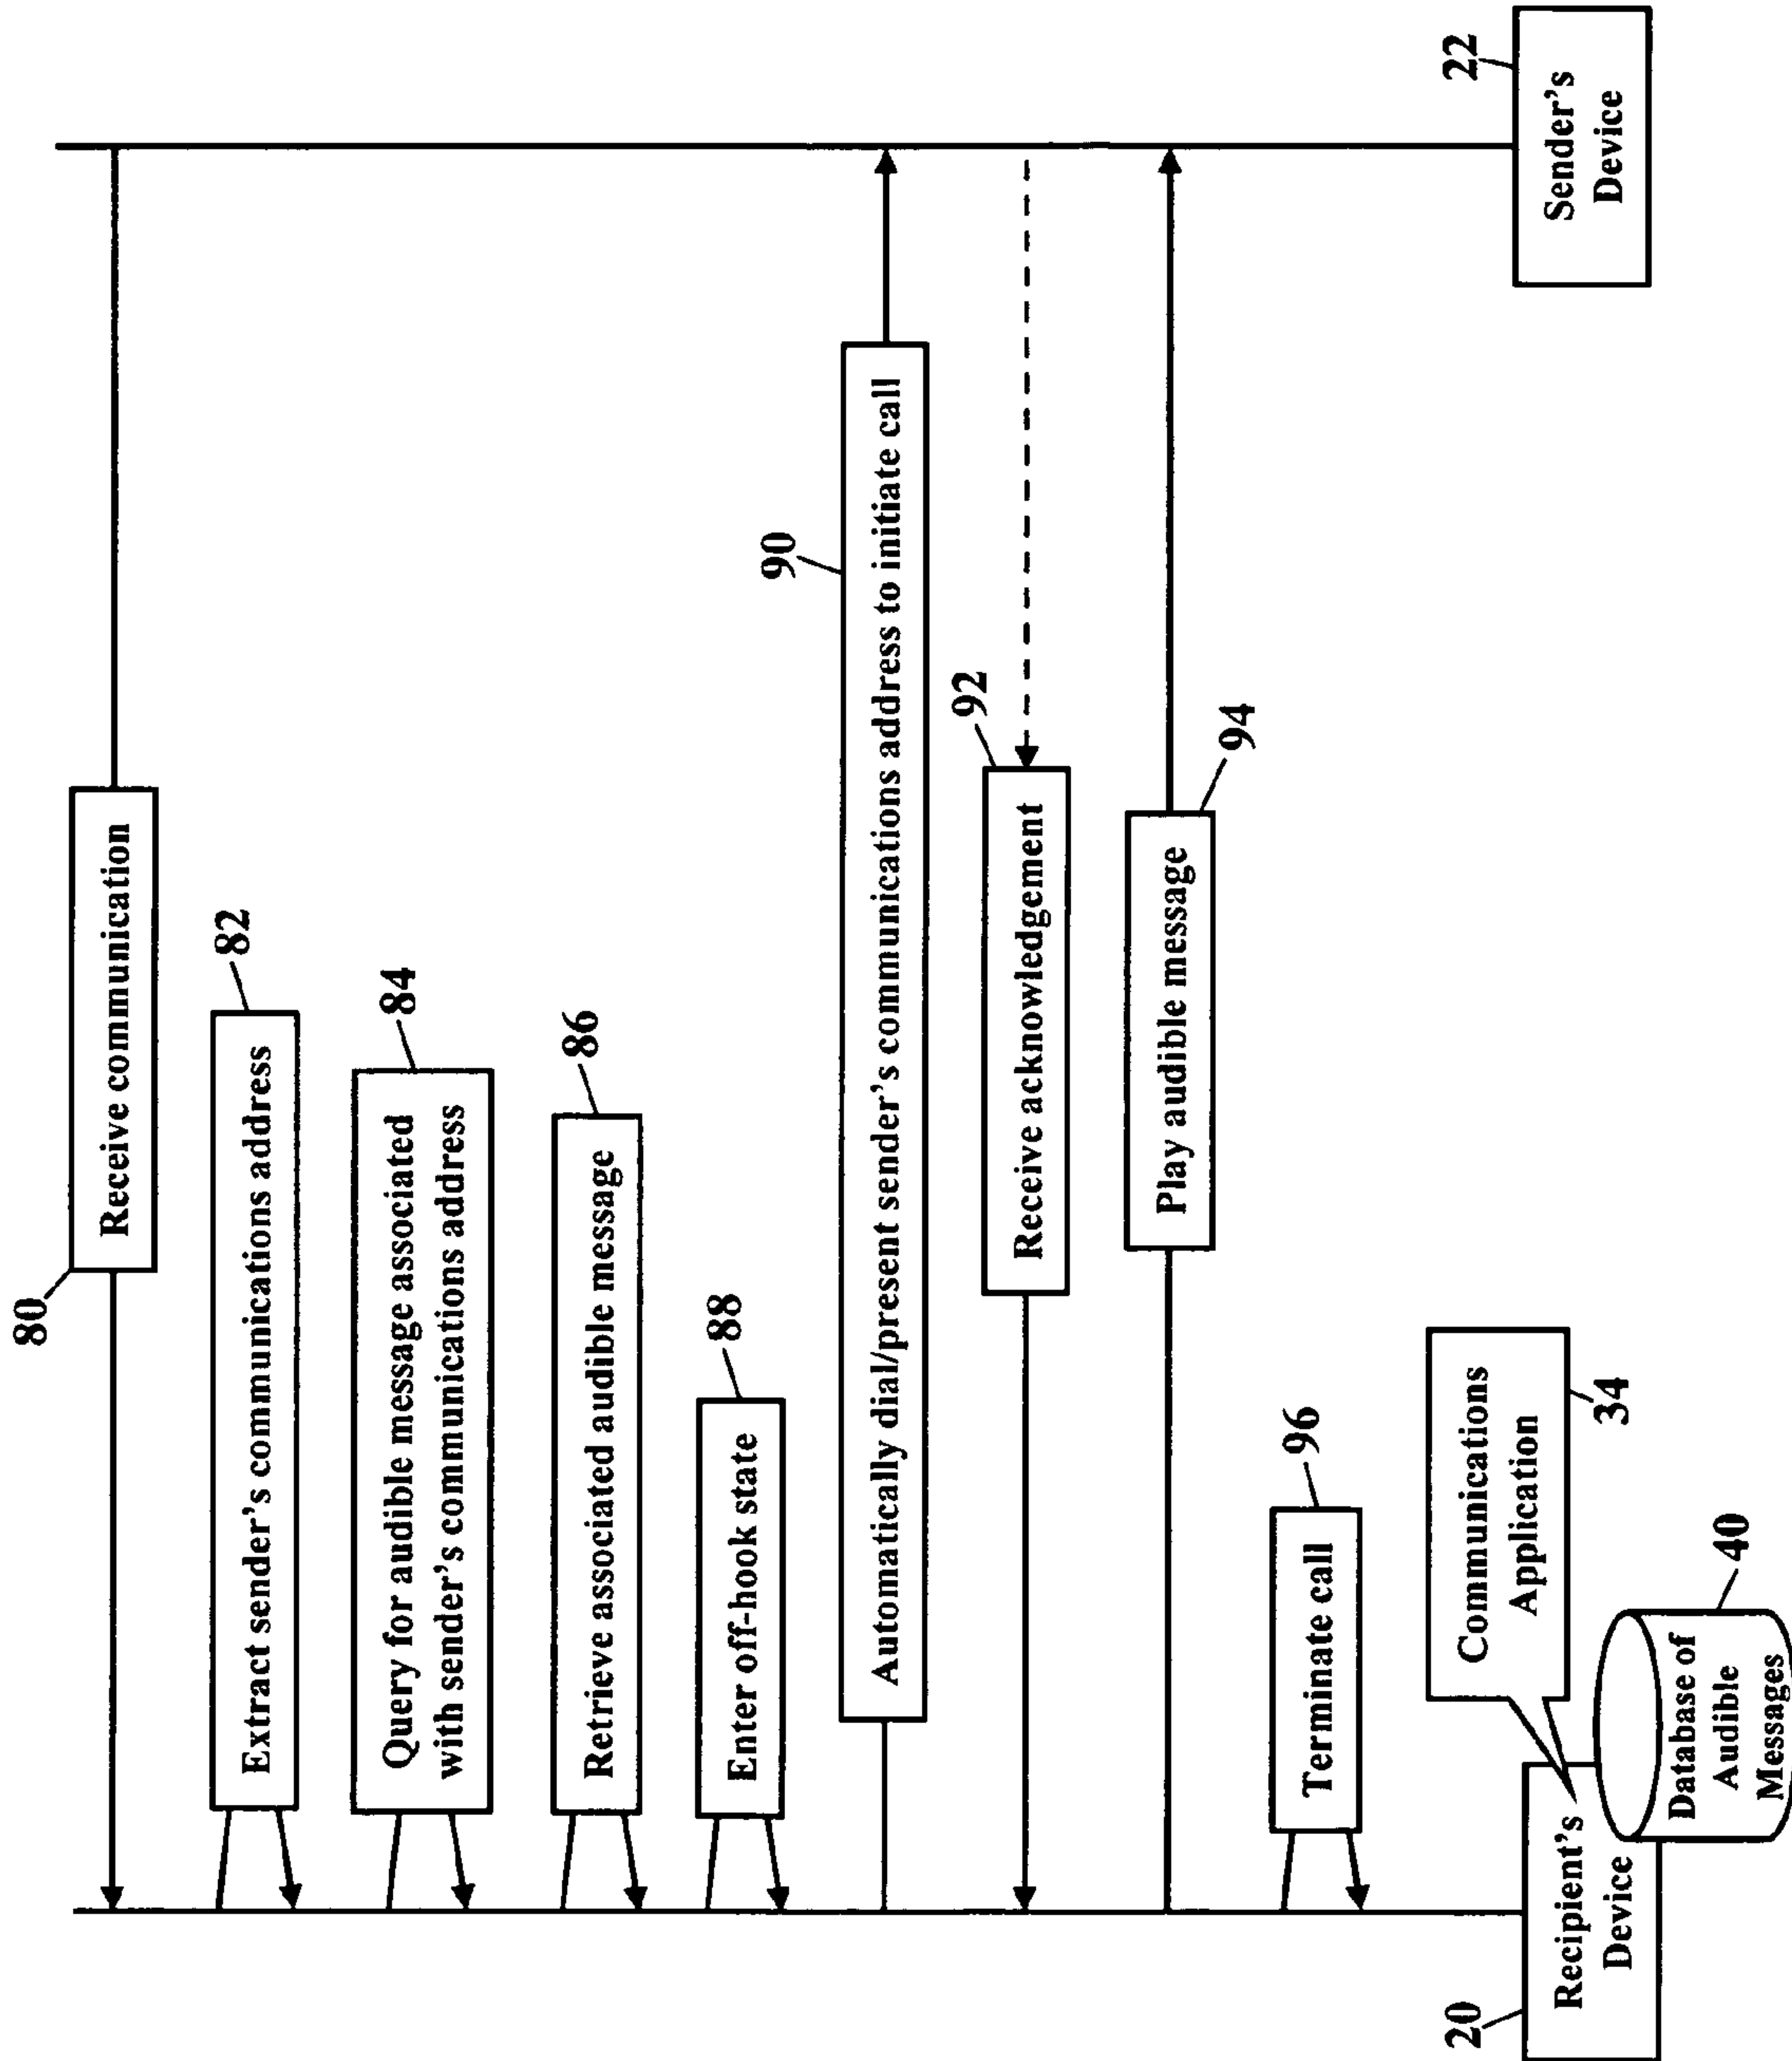 80
Receive communication
Extract sender's communications address
82
Query for audible message associated
with sender's communications address
84
Retrieve associated audible message
86
Enter off-hook state
88
Automatically dial/present sender's communications address to initiate call
90
Receive acknowledgement
92
Play audible message
94
Terminate call
96
Communications
Application
34
20
Recipient's
Device
Database of
Audible
Messages
40
Sender's
Device
22